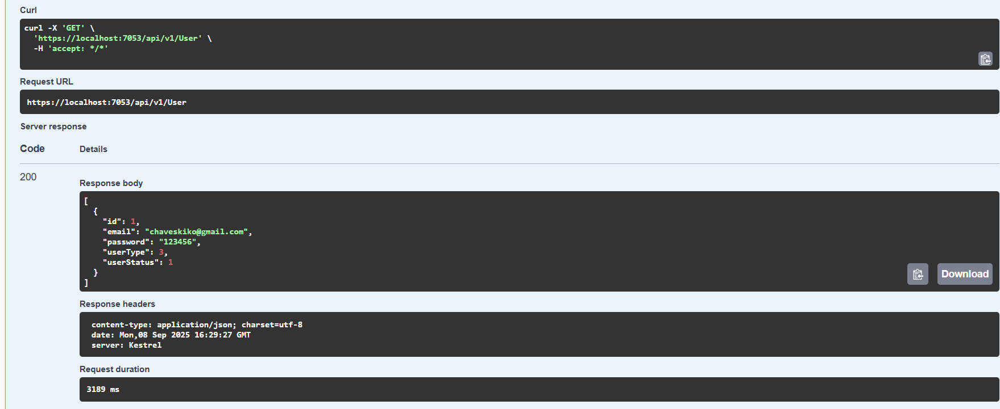 Curl
curl -X 'GET' \
  'https://localhost:7053/api/v1/User' \
  -H 'accept: */*'
Request URL
https://localhost:7053/api/v1/User
Server response
Code Details
200
Response body
[
  {
    "id": 1,
    "email": "chaveskiko@gmail.com",
    "password": "123456",
    "userType": 3,
    "userStatus": 1
  }
]
Download
Response headers
content-type: application/json; charset=utf-8
date: Mon,08 Sep 2025 16:29:27 GMT
server: Kestrel
Request duration
3189 ms